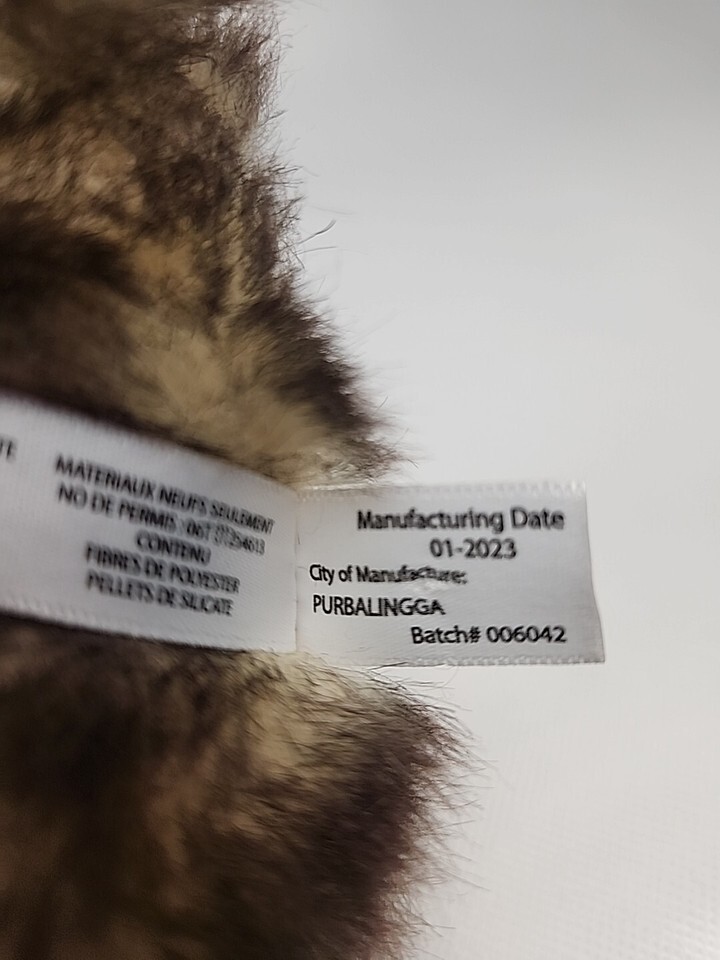 MATERIAUX NEUFS SEULEMENT
NO DE PERMIS :
CONTENU
FIBRES DE POLYESTER
PELLETS DE SILICATE
Manufacturing Date
01-2023
City of Manufacture:
PURBALINGGA
Batch# 006042